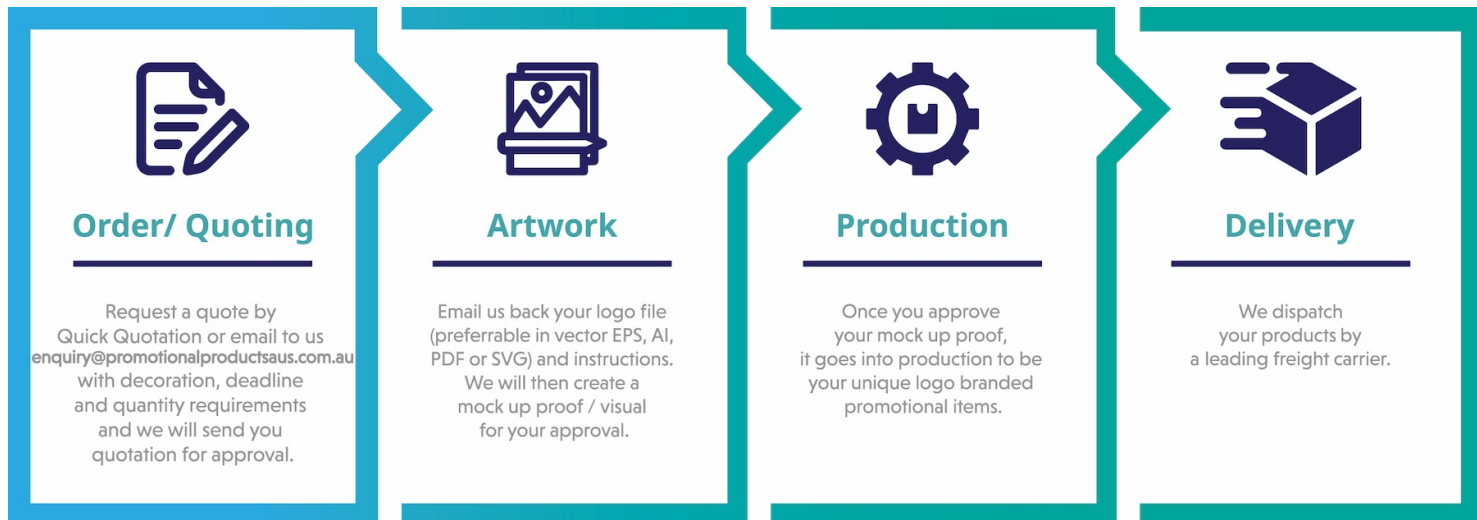 Order/ Quoting
Request a quote by
Quick Quotation or email to us
enquiry@promotionalproductsaus.com.au
with decoration, deadline
and quantity requirements
and we will send you
quotation for approval.
Artwork
Email us back your logo file
(preferrable in vector EPS, AI,
PDF or SVG) and instructions.
We will then create a
mock up proof / visual
for your approval.
Production
Once you approve
your mock up proof,
it goes into production to be
your unique logo branded
promotional items.
Delivery
We dispatch
your products by
a leading freight carrier.